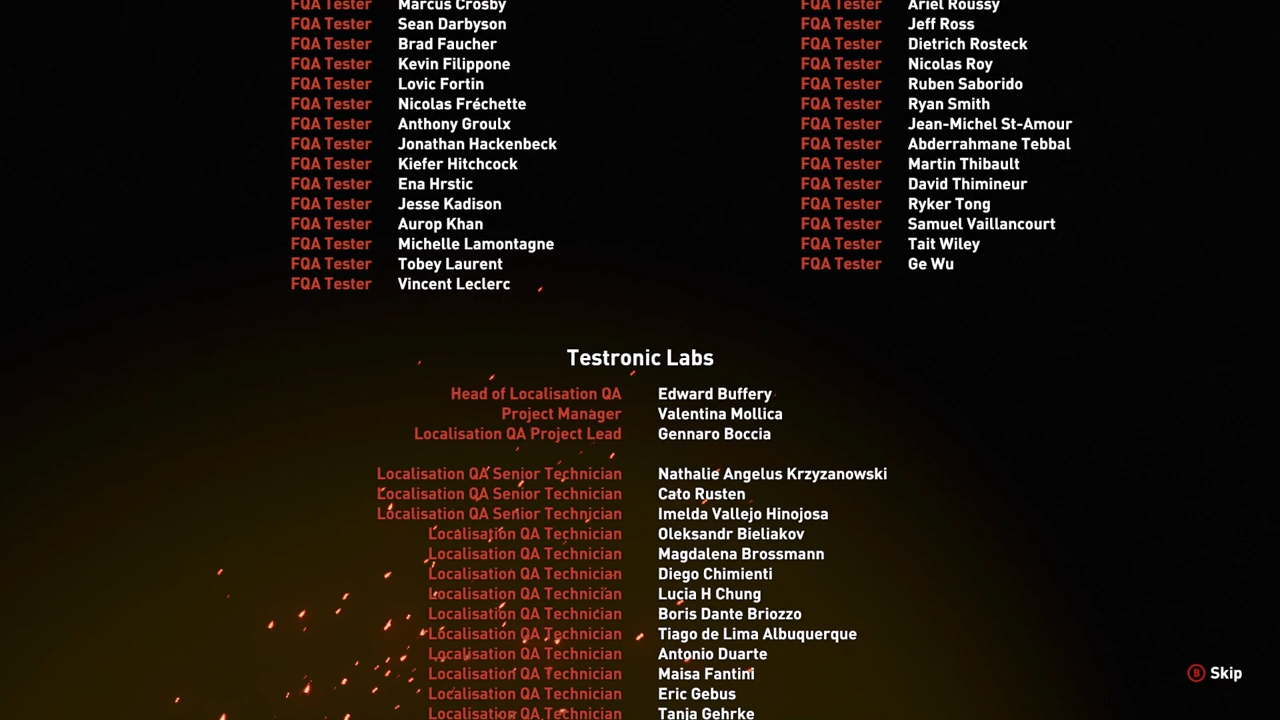 FQA Tester Marcus Crosby
FQA Tester Sean Darbyson
FQA Tester Brad Faucher
FQA Tester Kevin Filippone
FQA Tester Lovic Fortin
FQA Tester Nicolas Fréchette
FQA Tester Anthony Groulx
FQA Tester Jonathan Hackenbeck
FQA Tester Kiefer Hitchcock
FQA Tester Ena Hrstic
FQA Tester Jesse Kadison
FQA Tester Aurop Khan
FQA Tester Michelle Lamontagne
FQA Tester Tobey Laurent
FQA Tester Vincent Leclerc
FQA Tester Ariel Roussy
FQA Tester Jeff Ross
FQA Tester Dietrich Rosteck
FQA Tester Nicolas Roy
FQA Tester Ruben Saborido
FQA Tester Ryan Smith
FQA Tester Jean-Michel St-Amour
FQA Tester Abderrahmane Tebbal
FQA Tester Martin Thibault
FQA Tester David Thimineur
FQA Tester Ryker Tong
FQA Tester Samuel Vaillancourt
FQA Tester Tait Wiley
FQA Tester Ge Wu
Testronic Labs
Head of Localisation QA Edward Buffery
Project Manager Valentina Mollica
Localisation QA Project Lead Gennaro Boccia
Localisation QA Senior Technician Nathalie Angelus Krzyzanowski
Localisation QA Senior Technician Cato Rusten
Localisation QA Senior Technician Imelda Vallejo Hinojosa
Localisation QA Technician Oleksandr Bieliakov
Localisation QA Technician Magdalena Brossmann
Localisation QA Technician Diego Chimienti
Localisation QA Technician Lucia H Chung
Localisation QA Technician Boris Dante Briozzo
Localisation QA Technician Tiago de Lima Albuquerque
Localisation QA Technician Antonio Duarte
Localisation QA Technician Maisa Fantini
Localisation QA Technician Eric Gebus
Localisation QA Technician Tanja Gehrke
B Skip